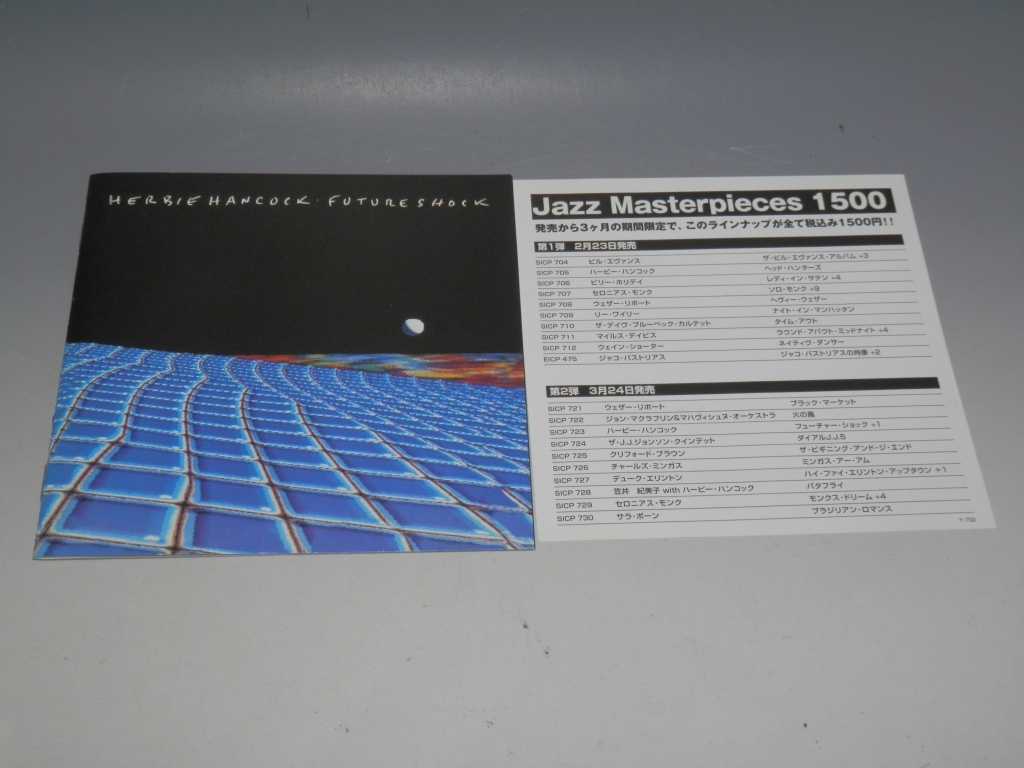 HERBIE HANCOCK · FUTURE SHOCK
Jazz Masterpieces 1500
発売から3ヶ月の期間限定で、このラインナップが全て税込み1500円!!
第1弾 2月23日発売
SICP 704 ビル・エヴァンス ザ・ビル・エヴァンス・アルバム +3
SICP 705 ハービー・ハンコック ヘッド・ハンターズ
SICP 706 ビリー・ホリデイ レディ・イン・サテン +4
SICP 707 セロニアス・モンク ソロ・モンク +9
SICP 708 ウェザー・リポート ヘヴィー・ウェザー
SICP 709 リー・ワイリー ナイト・イン・マンハッタン
SICP 710 ザ・デイヴ・ブルーベック・カルテット タイム・アウト
SICP 711 マイルス・デイビス ラウンド・アバウト・ミッドナイト +4
SICP 712 ウェイン・ショーター ネイティヴ・ダンサー
EICP 475 ジャコ・パストリアス ジャコ・パストリアスの肖像 +2
第2弾 3月24日発売
SICP 721 ウェザー・リポート ブラック・マーケット
SICP 722 ジョン・マクラフリン&マハヴィシュヌ・オーケストラ 火の鳥
SICP 723 ハービー・ハンコック フューチャー・ショック +1
SICP 724 ザ・J.J.ジョンソン・クインテット ダイアルJ.J.5
SICP 725 クリフォード・ブラウン ザ・ビギニング・アンド・ジ・エンド
SICP 726 チャールズ・ミンガス ミンガス・アー・アム
SICP 727 デューク・エリントン ハイ・ファイ・エリントン・アップタウン +1
SICP 728 笠井 紀美子 with ハービー・ハンコック バタフライ
SICP 729 セロニアス・モンク モンクス・ドリーム +4
SICP 730 サラ・ボーン ブラジリアン・ロマンス
Y-702